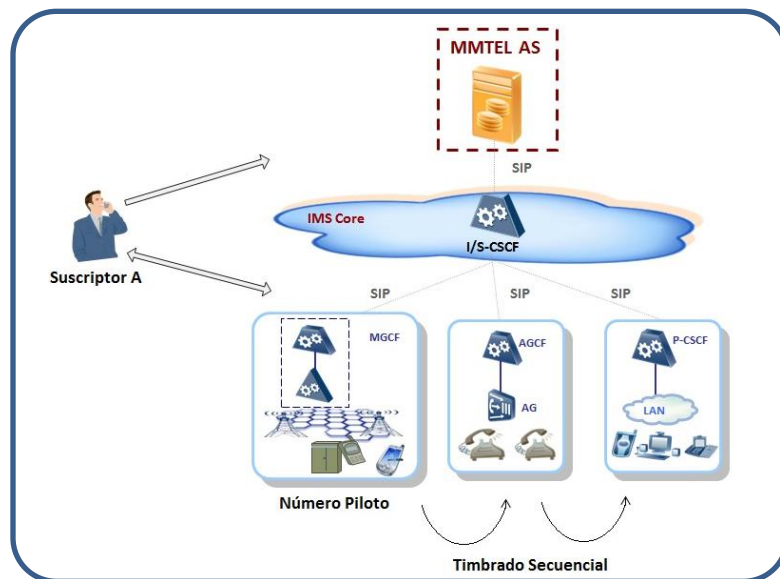 MMTEL AS
SIP
IMS Core
I/S-CSCF
Suscriptor A
SIP
SIP
SIP
MGCF
AGCF
P-CSCF
AG
LAN
Número Piloto
Timbrado Secuencial